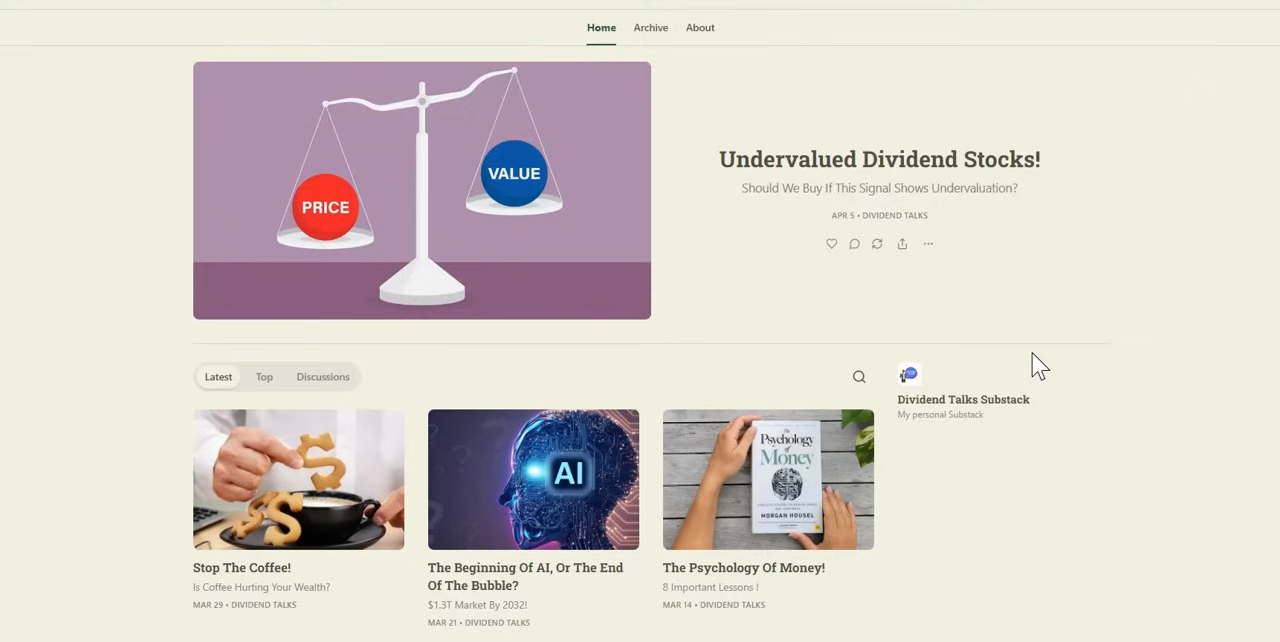 Home Archive About
PRICE
VALUE
Undervalued Dividend Stocks!
Should We Buy If This Signal Shows Undervaluation?
APR 5 • DIVIDEND TALKS
Latest Top Discussions
Dividend Talks Substack
My personal Substack
Stop The Coffee!
Is Coffee Hurting Your Wealth?
MAR 29 • DIVIDEND TALKS
AI
The Beginning Of AI, Or The End
Of The Bubble?
$1.3T Market By 2032!
MAR 21 • DIVIDEND TALKS
The
Psychology
of
Money
MORGAN HOUSEL
The Psychology Of Money!
8 Important Lessons !
MAR 14 • DIVIDEND TALKS